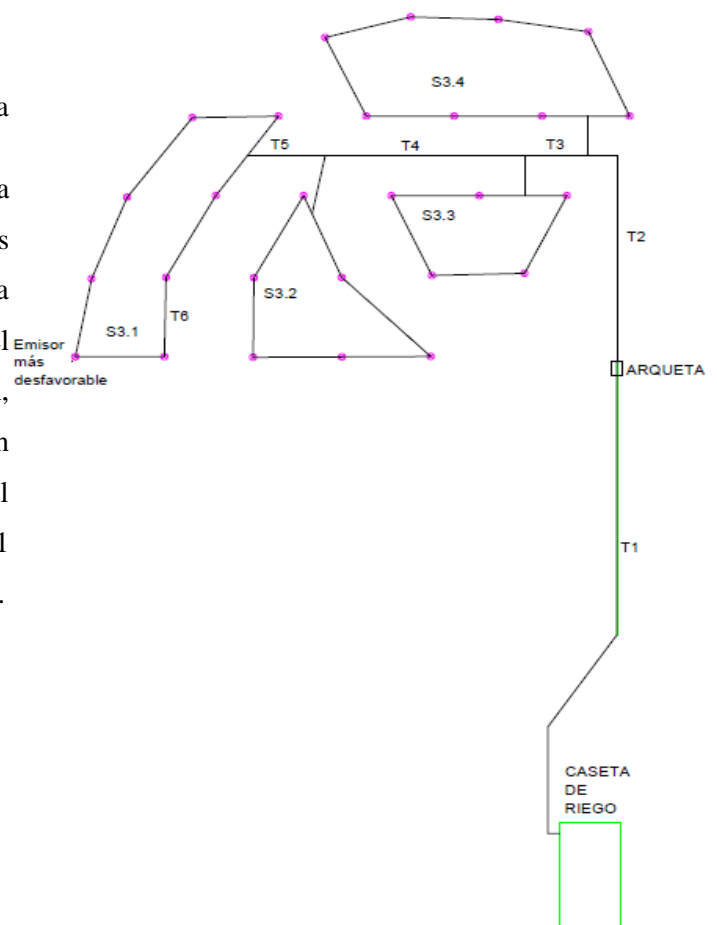 a
a
s
a
l
,
n
l
l
.
S3.4
T5
T4
T3
S3.3
T2
S3.2
T6
S3.1
Emisor
más
desfavorable
ARQUETA
T1
CASETA
DE
RIEGO